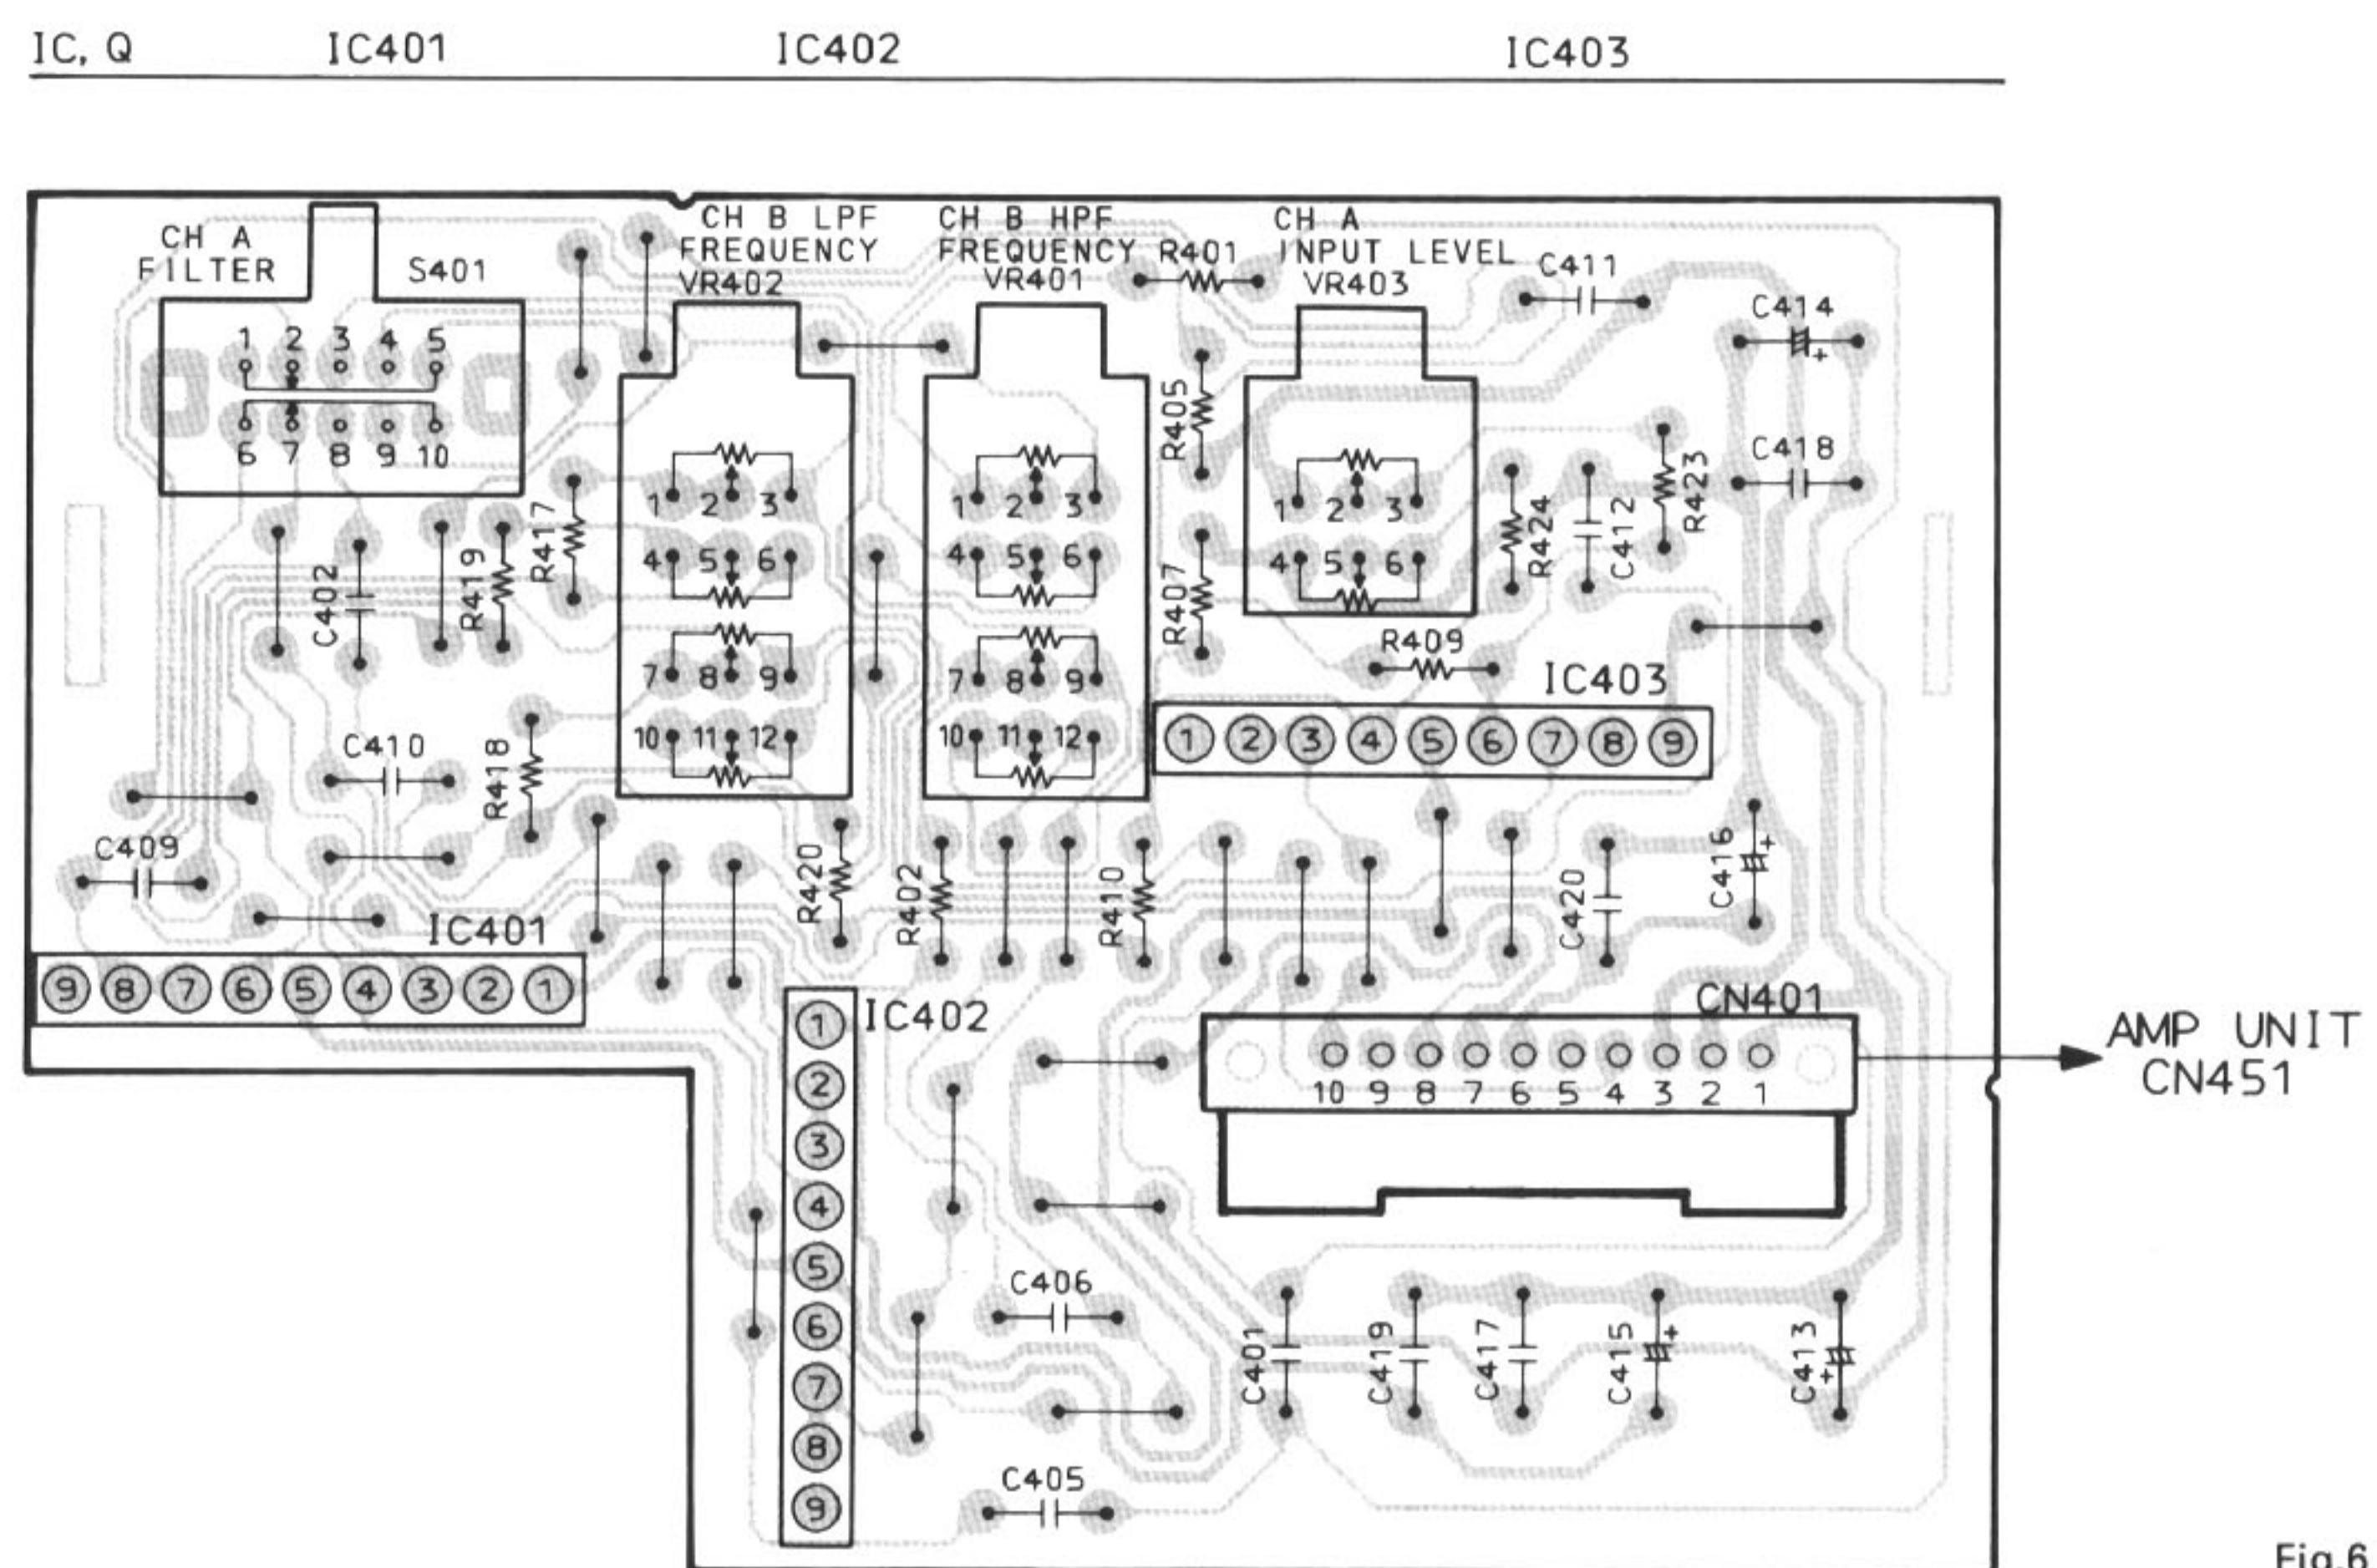 IC, Q IC401 IC402 IC403
CH A
FILTER
S401
CH B LPF
FREQUENCY
VR402
CH B HPF
FREQUENCY
VR401
R401
CH A
INPUT LEVEL
VR403
C411
C414
+
1 2 3 4 5
6 7 8 9 10
R405
C418
R423
1 2 3
4 5 6
7 8 9
10 11 12
1 2 3
4 5 6
7 8 9
10 11 12
1 2 3
4 5 6
R417
R419
C402
R424
C412
R407
R409
IC403
1 2 3 4 5 6 7 8 9
C410
R418
C409
R420
R402
R410
C420
C416
+
IC401
9 8 7 6 5 4 3 2 1
IC402
1
2
3
4
5
6
7
8
9
CN401
10 9 8 7 6 5 4 3 2 1
AMP UNIT
CN451
C406
C401
C419
C417
C415
+
C413
+
C405
Fig.6